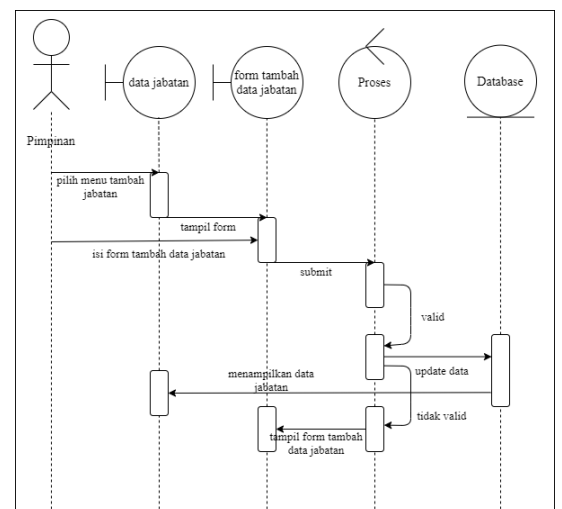 data jabatan
form tambah
data jabatan
Proses
Database
Pimpinan
pilih menu tambah
jabatan
tampil form
isi form tambah data jabatan
submit
valid
update data
menampilkan data
jabatan
tidak valid
tampil form tambah
data jabatan